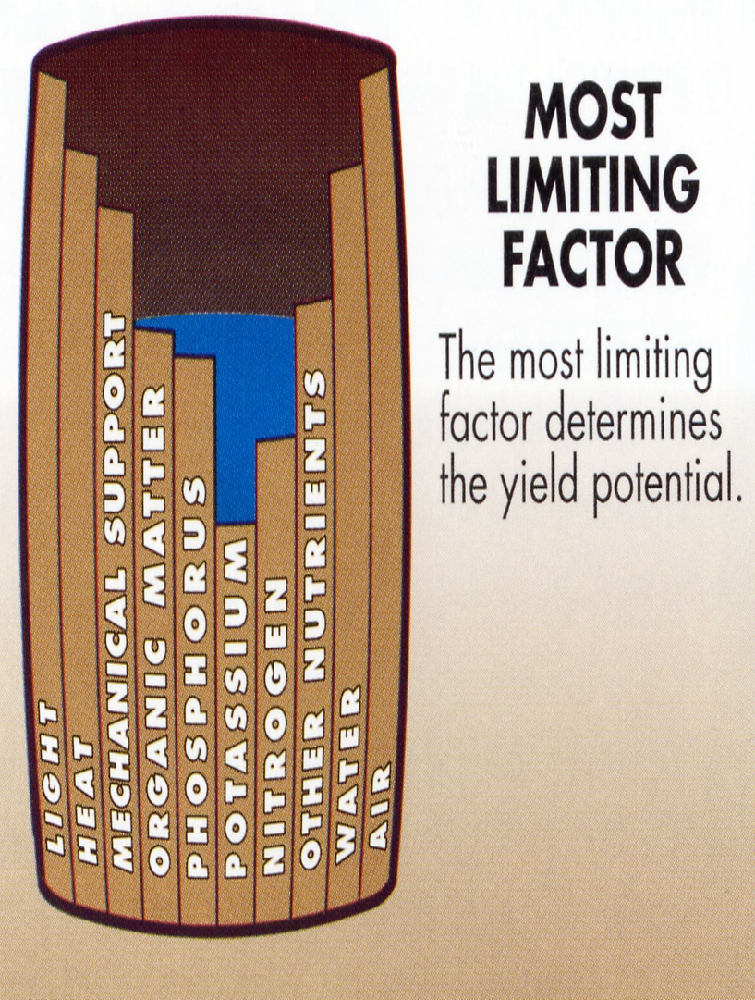 MOST
LIMITING
FACTOR
The most limiting
factor determines
the yield potential.
LIGHT
HEAT
MECHANICAL SUPPORT
ORGANIC MATTER
PHOSPHORUS
POTASSIUM
NITROGEN
OTHER NUTRIENTS
WATER
AIR